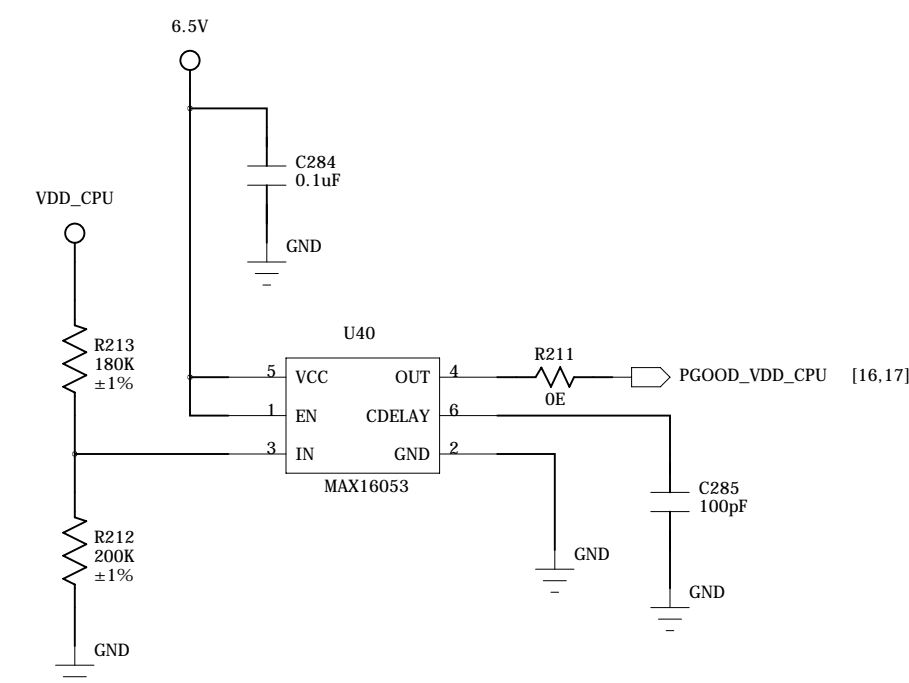 6.5V
C284
0.1uF
VDD_CPU
GND
U40
R213
180K
±1%
R211
0E
PGOOD_VDD_CPU [16,17]
5 VCC OUT 4
1 EN CDELAY 6
3 IN GND 2
MAX16053
C285
100pF
R212
200K
±1%
GND
GND
GND